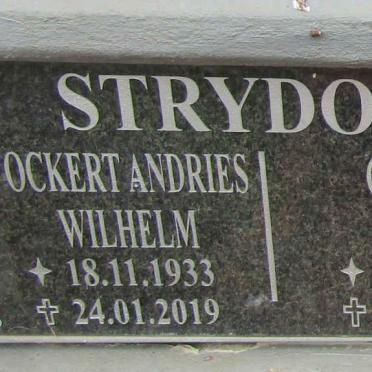 STRYDO
OCKERT ANDRIES
WILHELM
18.11.1933
24.01.2019